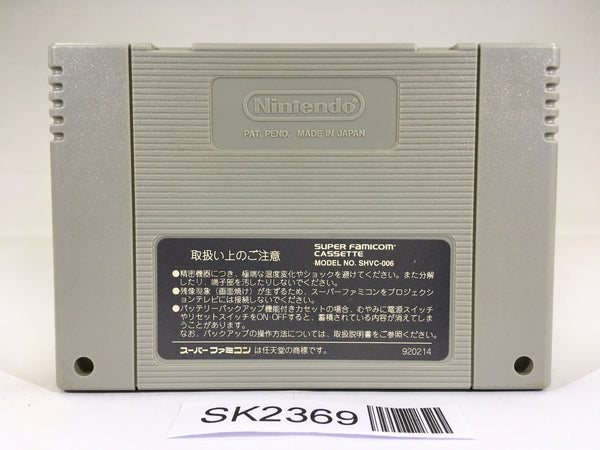 Nintendo
PAT. PEND. MADE IN JAPAN
取扱い上のご注意
SUPER FAMICOM
CASSETTE
MODEL NO. SHVC-006
●精密機器につき、極端な温度変化やショックを避けてください。また分解
したり、端子部を汚したりしないでください。
●残像現象(画面焼け)が生ずるため、スーパーファミコンをプロジェクシ
ョンテレビには接続しないでください。
●バッテリーバックアップ機能付きカセットの場合、むやみに電源スイッチ
やリセットスイッチをON・OFFすると、蓄積されている内容が消えてしま
うことがあります。
なお、バックアップの操作方法については、取扱説明書をご参照ください。
スーパーファミコン は任天堂の商標です。
920214
SK2369